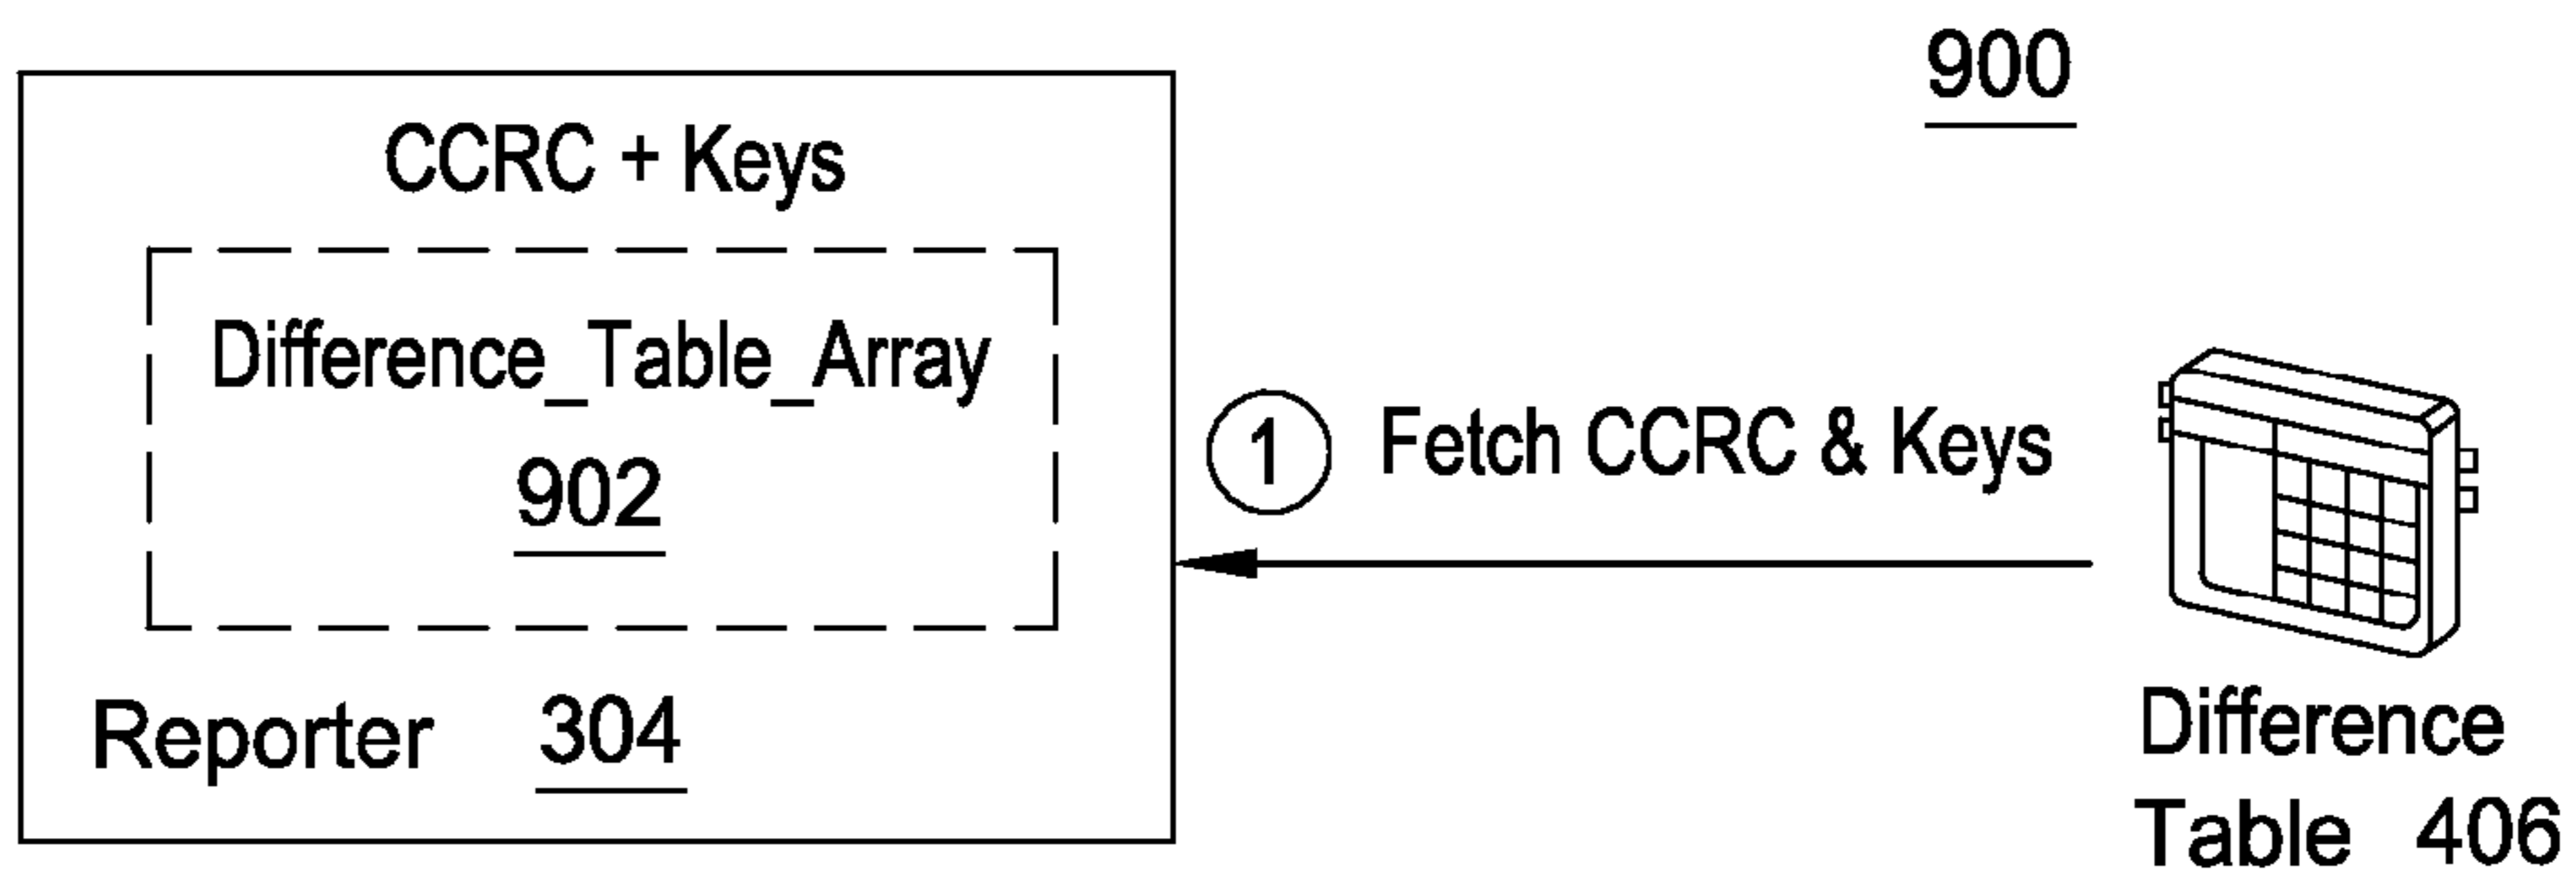 900
CCRC + Keys
Difference_Table_Array
902
1 Fetch CCRC & Keys
Reporter 304
Difference
Table 406